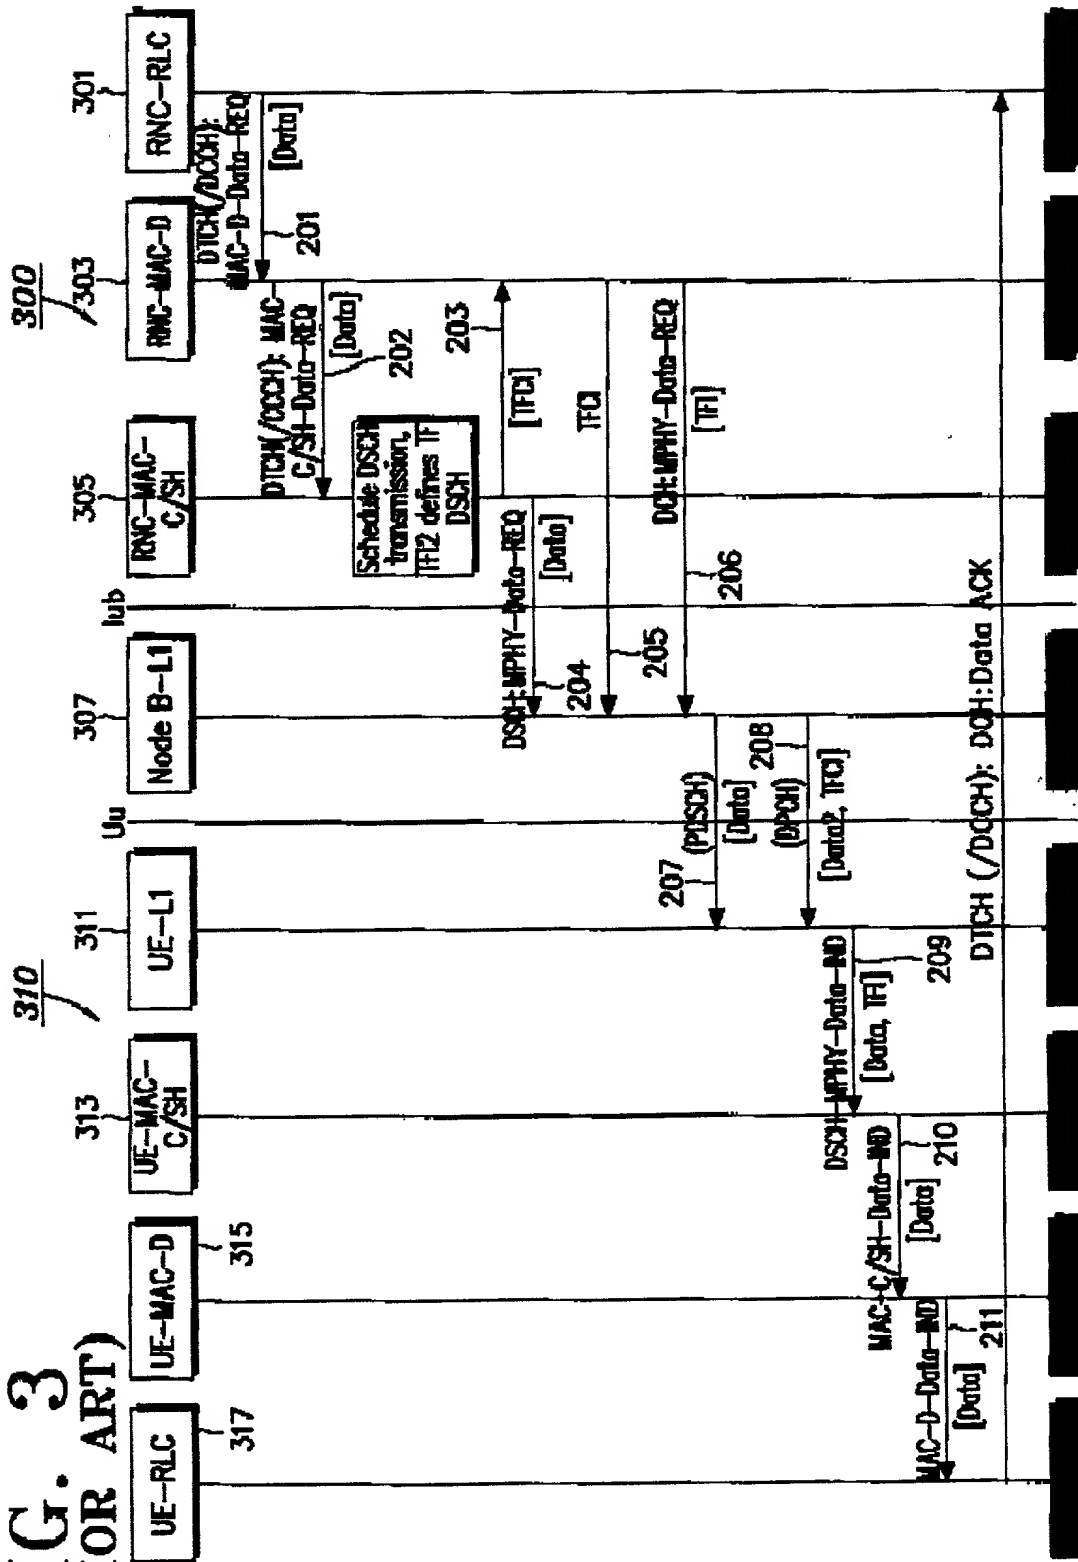 G. 3
OR ART)
310
300
317
315
313
311
307
305
303
301
UE-RLC
UE-MAC-D
UE-MAC-
C/SH
UE-L1
Uu
Node B-L1
Iub
RNC-MAC-
C/SH
RNC-MAC-D
RNC-RLC
DTCH(/DCCH):
MAC-D-Data-REQ
[Data]
201
DTCH(/DCCH): MAC
C/SH-Data-REQ
[Data]
202
Schedule DSCH
transmission,
TFI2 defines TF
DSCH
[TFCI]
203
DSCH:MPHY-Data-REQ
[Data]
204
TFCI
205
DCH:MPHY-Data-REQ
[TFI]
206
(PDSCH)
[Data]
207
(DPCH)
[Data2, TFCI]
208
DSCH-MPHY-Data-IND
[Data, TFI]
209
MAC-C/SH-Data-IND
[Data]
210
MAC-D-Data-IND
[Data]
211
DTCH (/DCCH): DCH:Data ACK